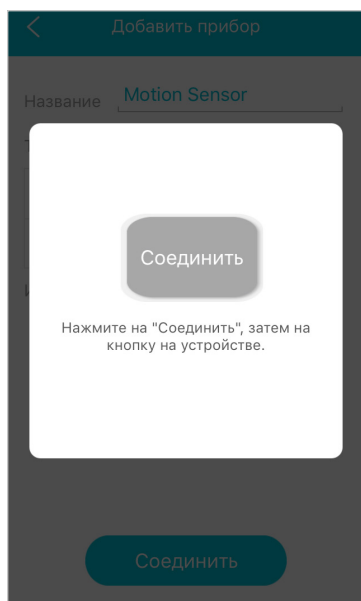 Добавить прибор
Название Motion Sensor
Соединить
Нажмите на "Соединить", затем на
кнопку на устройстве.
Соединить